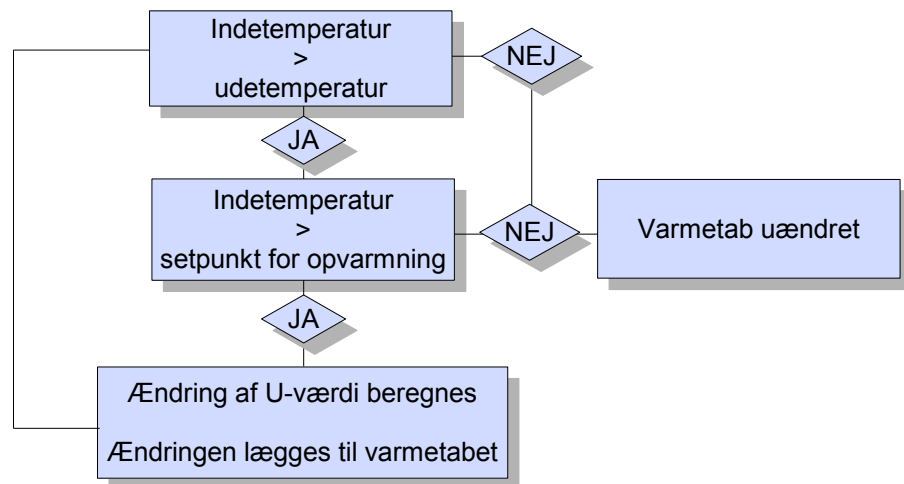 Indetemperatur
>
udetemperatur
NEJ
JA
Indetemperatur
>
setpunkt for opvarmning
NEJ
Varmetab uændret
JA
Ændring af U-værdi beregnes
Ændringen lægges til varmetabet